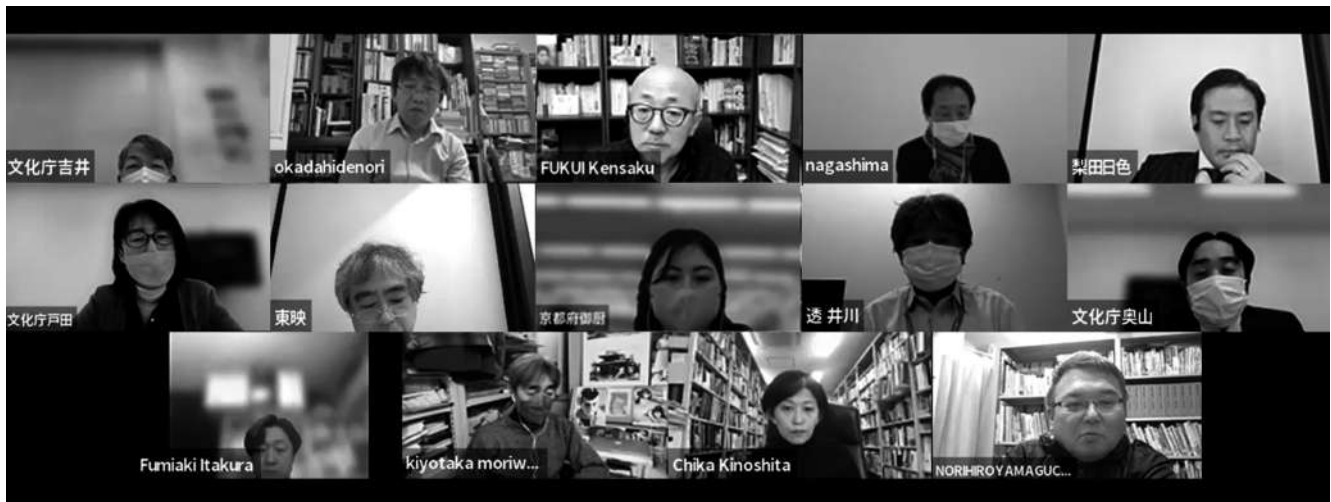 文化庁吉井
okadahidenori
FUKUI Kensaku
nagashima
梨田日色
文化庁戸田
東映
京都府御厨
透 井川
文化庁奥山
Fumiaki Itakura
kiyotaka moriw...
Chika Kinoshita
NORIHIROYAMAGUC...